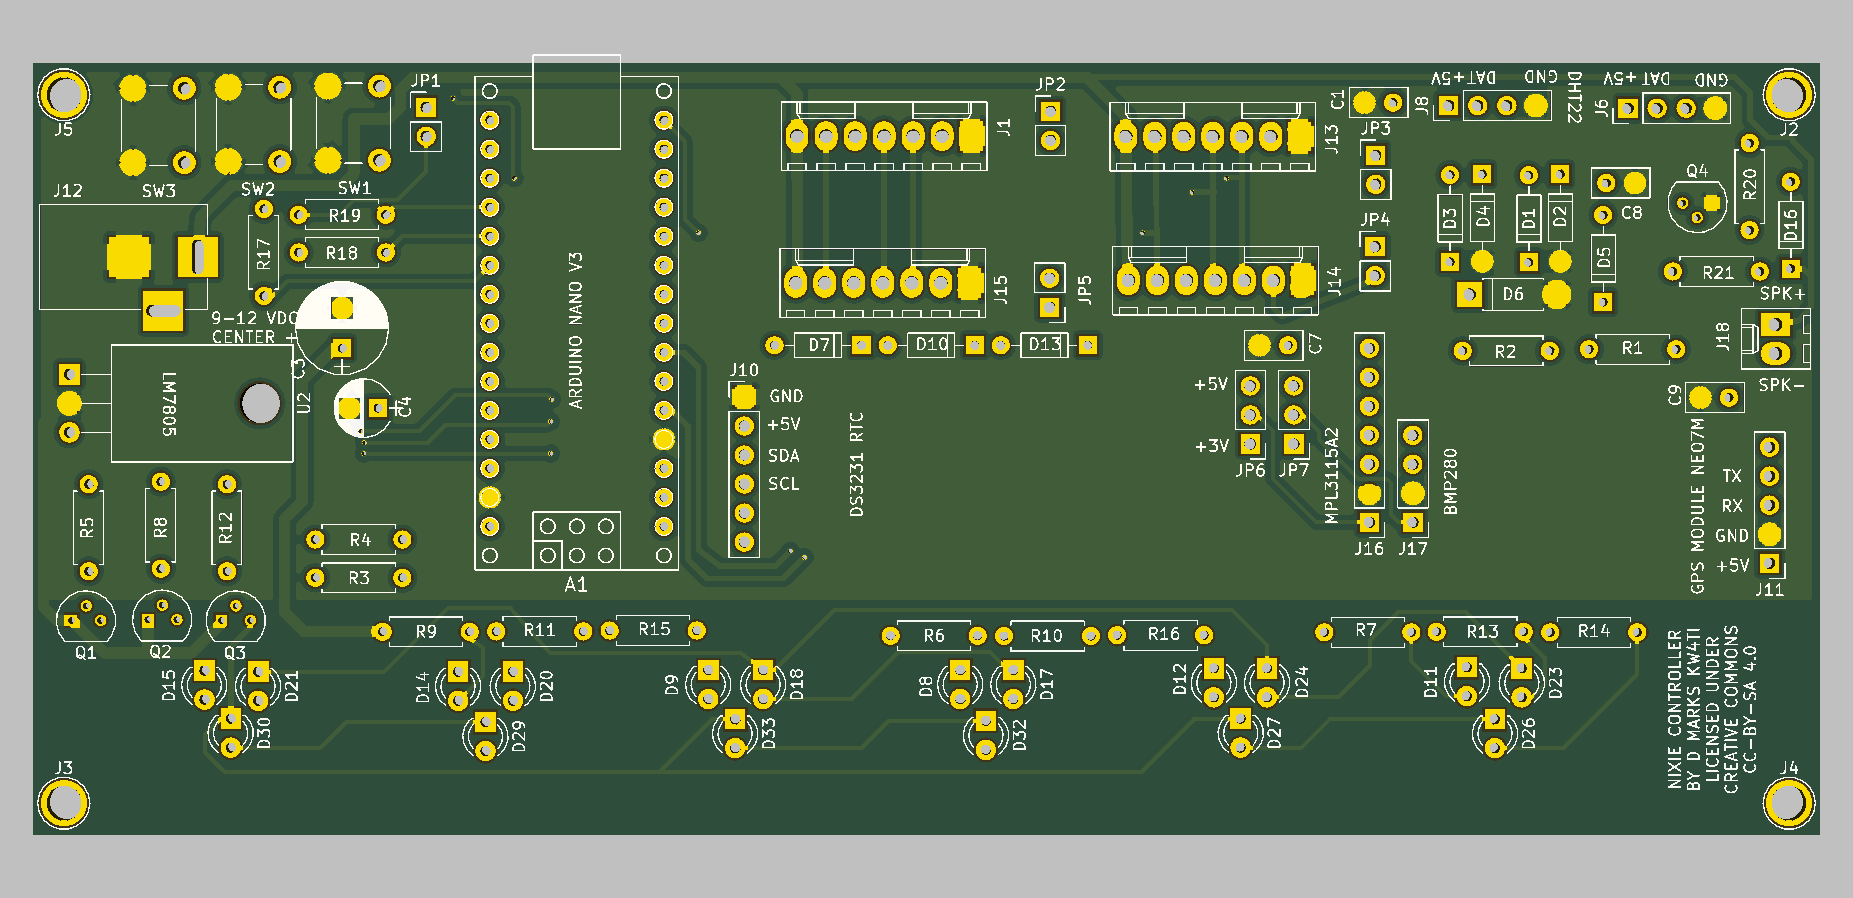 JP1
J5
J12
SW3
SW2
SW1
R19
R18
R17
9-12 VDC
CENTER +
C3
LM7805
U2
+
C4
+
ARDUINO NANO V3
A1
J1
JP2
J15
JP5
D7
D10
D13
J10
GND
+5V
SDA
SCL
DS3231 RTC
J13
J14
C1
JP3
JP4
J8
DAT+5V
GND
DHT22
J6
+5V
DAT
GND
J2
D3
D4
D1
D2
C8
D5
D6
Q4
R20
D16
R21
SPK+
J18
SPK-
R2
R1
C7
C9
+5V
+3V
JP6
JP7
MPL3115A2
J16
BMP280
J17
GPS MODULE NEO7M
TX
RX
GND
+5V
J11
R5
R8
R12
R4
R3
Q1
Q2
Q3
R9
R11
R15
R6
R10
R16
R7
R13
R14
D15
D21
D30
D14
D20
D29
D9
D18
D33
D8
D17
D32
D12
D24
D27
D11
D23
D26
NIXIE CONTROLLER
BY D MARKS KW4TI
LICENSED UNDER
CREATIVE COMMONS
CC-BY-SA 4.0
J3
J4